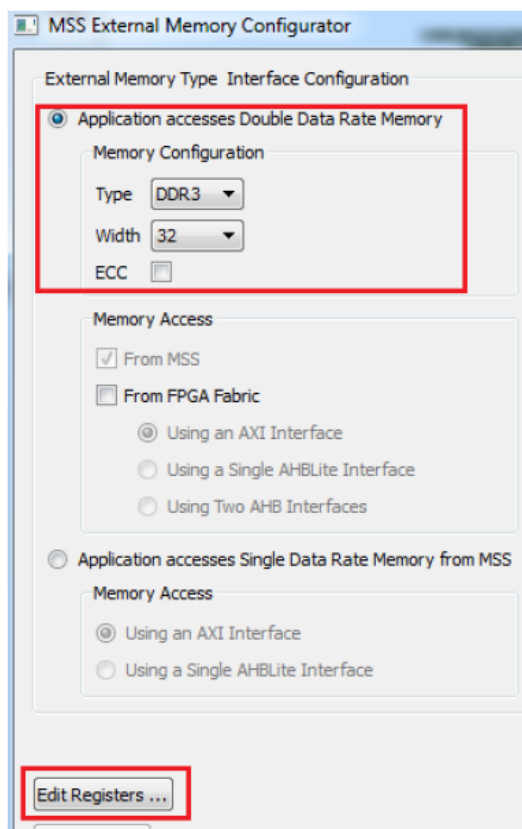 MSS External Memory Configurator
External Memory Type Interface Configuration
Application accesses Double Data Rate Memory
Memory Configuration
Type DDR3
Width 32
ECC
Memory Access
From MSS
From FPGA Fabric
Using an AXI Interface
Using a Single AHBLite Interface
Using Two AHB Interfaces
Application accesses Single Data Rate Memory from MSS
Memory Access
Using an AXI Interface
Using a Single AHBLite Interface
Edit Registers ...